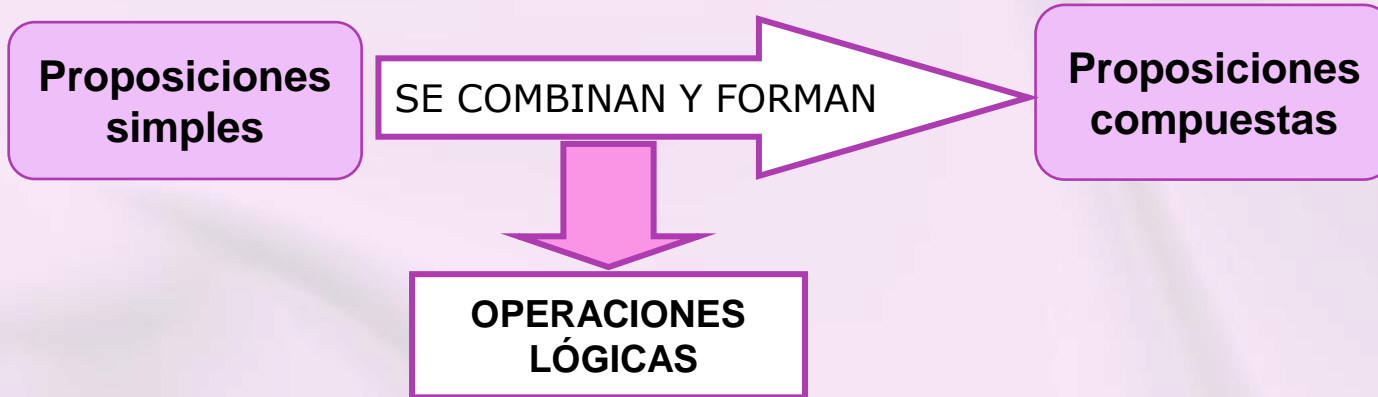 Proposiciones
simples
SE COMBINAN Y FORMAN
Proposiciones
compuestas
OPERACIONES
LÓGICAS